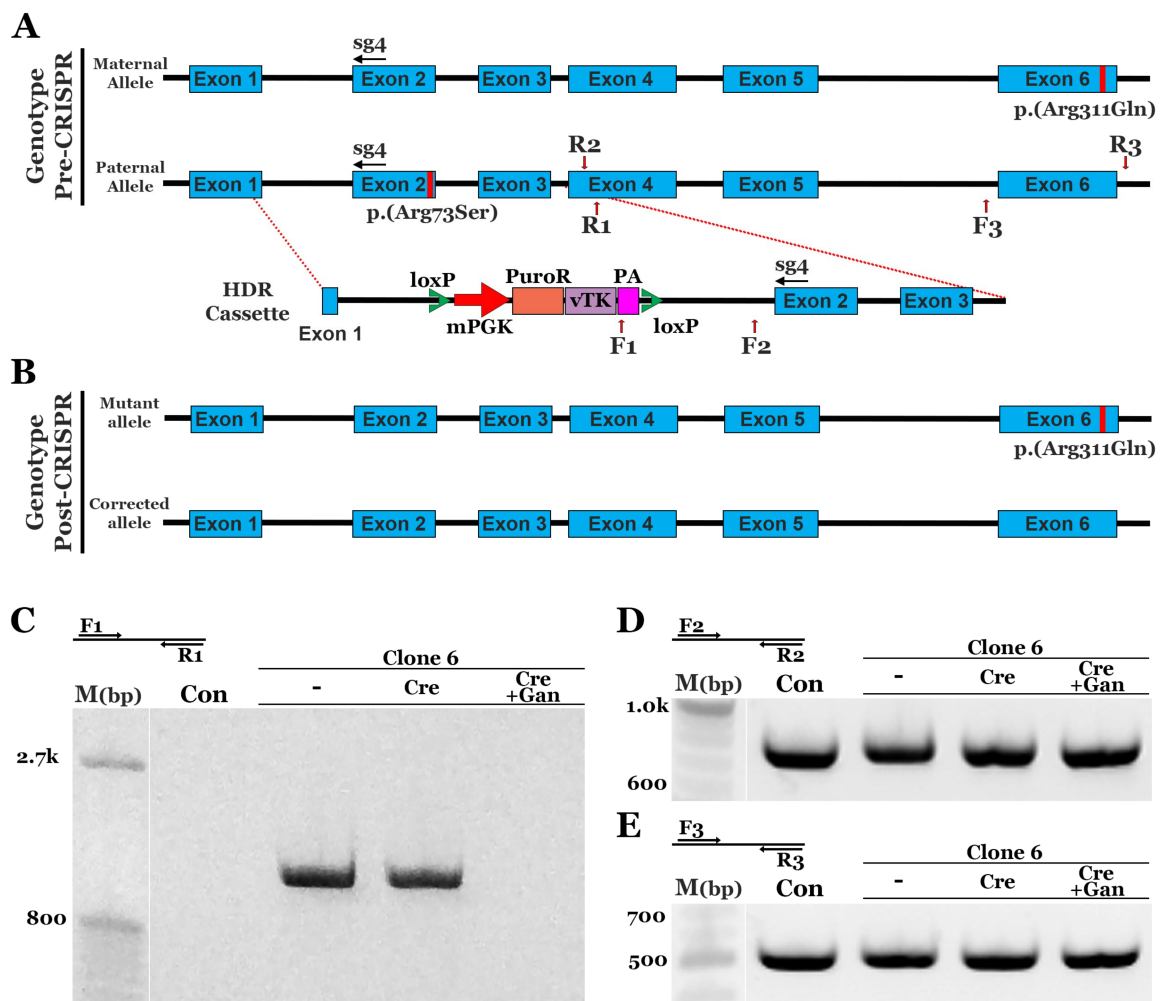 A
Genotype
Pre-CRISPR
Maternal
Allele
sg4
Exon 1
Exon 2
Exon 3
Exon 4
Exon 5
Exon 6
p.(Arg311Gln)
Paternal
Allele
sg4
R2
R3
Exon 1
Exon 2
Exon 3
Exon 4
Exon 5
Exon 6
p.(Arg73Ser)
R1
F3
HDR
Cassette
loxP
PuroR
PA
sg4
vTK
Exon 2
Exon 3
Exon 1
mPGK
loxP
F1
F2
B
Genotype
Post-CRISPR
Mutant
allele
Exon 1
Exon 2
Exon 3
Exon 4
Exon 5
Exon 6
p.(Arg311Gln)
Corrected
allele
Exon 1
Exon 2
Exon 3
Exon 4
Exon 5
Exon 6
C
F1
R1
Clone 6
M(bp)
Con
-
Cre
Cre
+Gan
2.7k
800
D
F2
R2
Clone 6
M(bp)
Con
-
Cre
Cre
+Gan
1.0k
600
E
F3
R3
Clone 6
M(bp)
Con
-
Cre
Cre
+Gan
700
500